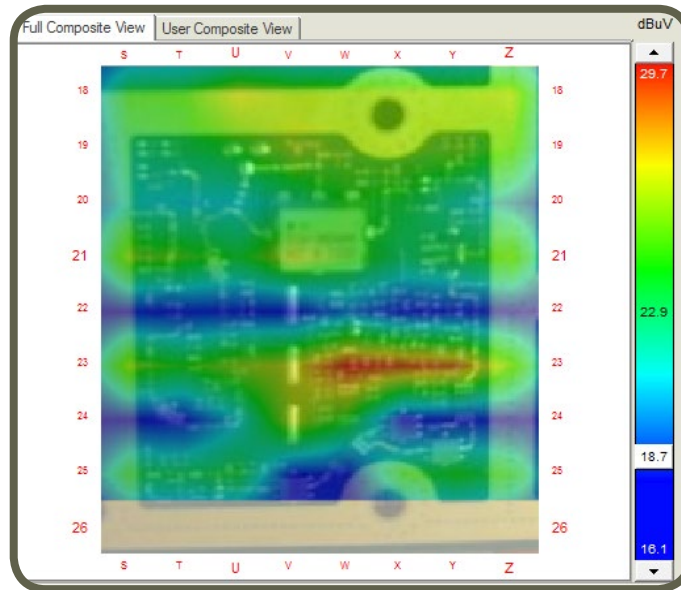 Full Composite View User Composite View dBuV
S T U V W X Y Z
18 18 29.7
19 19
20 20
21 21
22 22 22.9
23 23
24 24
18.7
25 25
26 26 16.1
S T U V W X Y Z